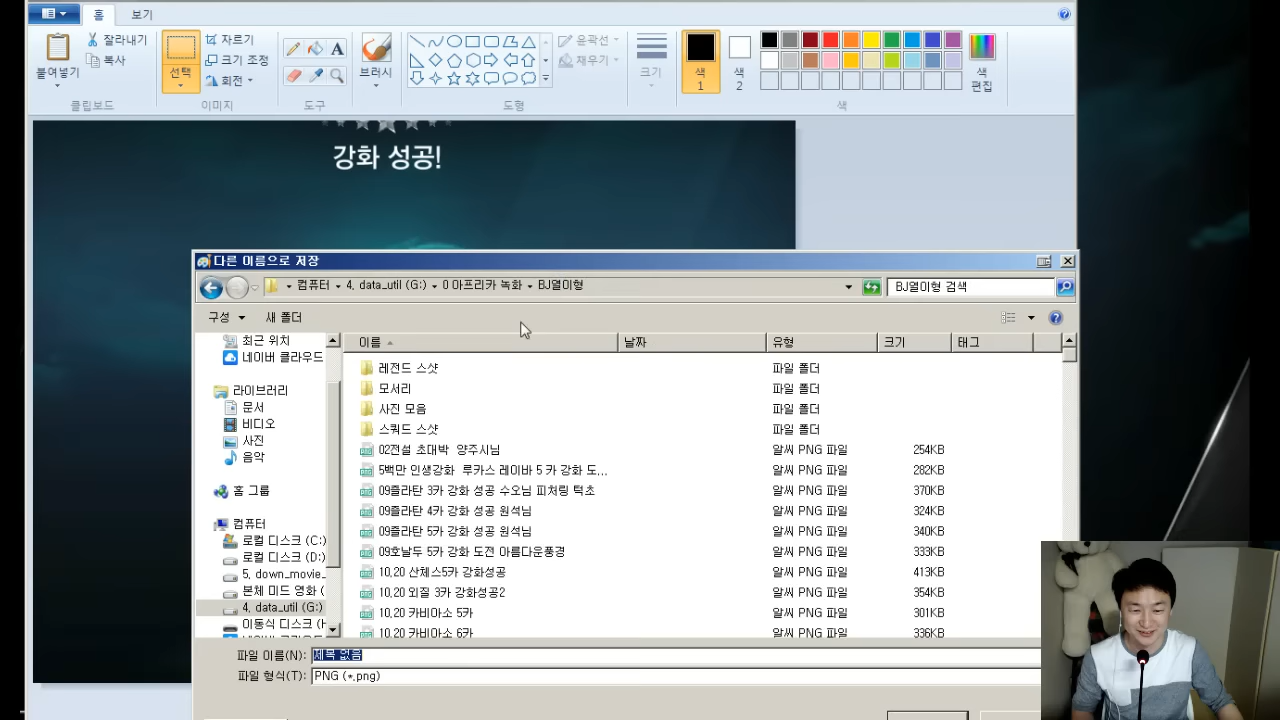 홈
보기
붙여넣기
잘라내기
복사
클립보드
선택
자르기
크기 조정
회전
이미지
A
도구
브러시
윤곽선
채우기
도형
크기
색
1
색
2
색
편집
색
강화 성공!
다른 이름으로 저장
컴퓨터 4. data_util (G:) 0 아프리카 녹화 BJ열이형
BJ열이형 검색
구성 새 폴더
최근 위치
네이버 클라우드
라이브러리
문서
비디오
사진
음악
홈 그룹
컴퓨터
로컬 디스크 (C:)
로컬 디스크 (D:)
5. down_movie_
본체 미드 영화 (
4. data_util (G:)
이동식 디스크 (H
이름 날짜 유형 크기 태그
레전드 스샷 파일 폴더
모서리 파일 폴더
사진 모음 파일 폴더
스쿼드 스샷 파일 폴더
02전설 초대박 양주시님 알씨 PNG 파일 254KB
5백만 인생강화 루카스 레이바 5 카 강화 도... 알씨 PNG 파일 282KB
09플라탄 3카 강화 성공 수오님 피처링 턱초 알씨 PNG 파일 370KB
09플라탄 4카 강화 성공 원석님 알씨 PNG 파일 324KB
09플라탄 5카 강화 성공 원석님 알씨 PNG 파일 340KB
09호날두 5카 강화 도전 아름다운풍경 알씨 PNG 파일 333KB
10.20 산체스5카 강화성공 알씨 PNG 파일 413KB
10.20 외질 3카 강화성공2 알씨 PNG 파일 354KB
10.20 카비아소 5카 알씨 PNG 파일 301KB
10.20 카비아소 6카 알씨 PNG 파일 336KB
파일 이름(N): 제목 없음
파일 형식(T): PNG (*.png)